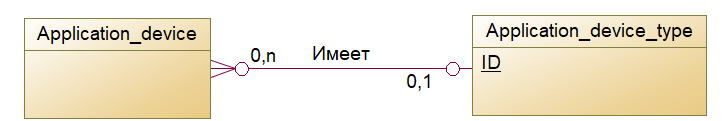 Application_device
0,n
Имеет
0,1
Application_device_type
ID